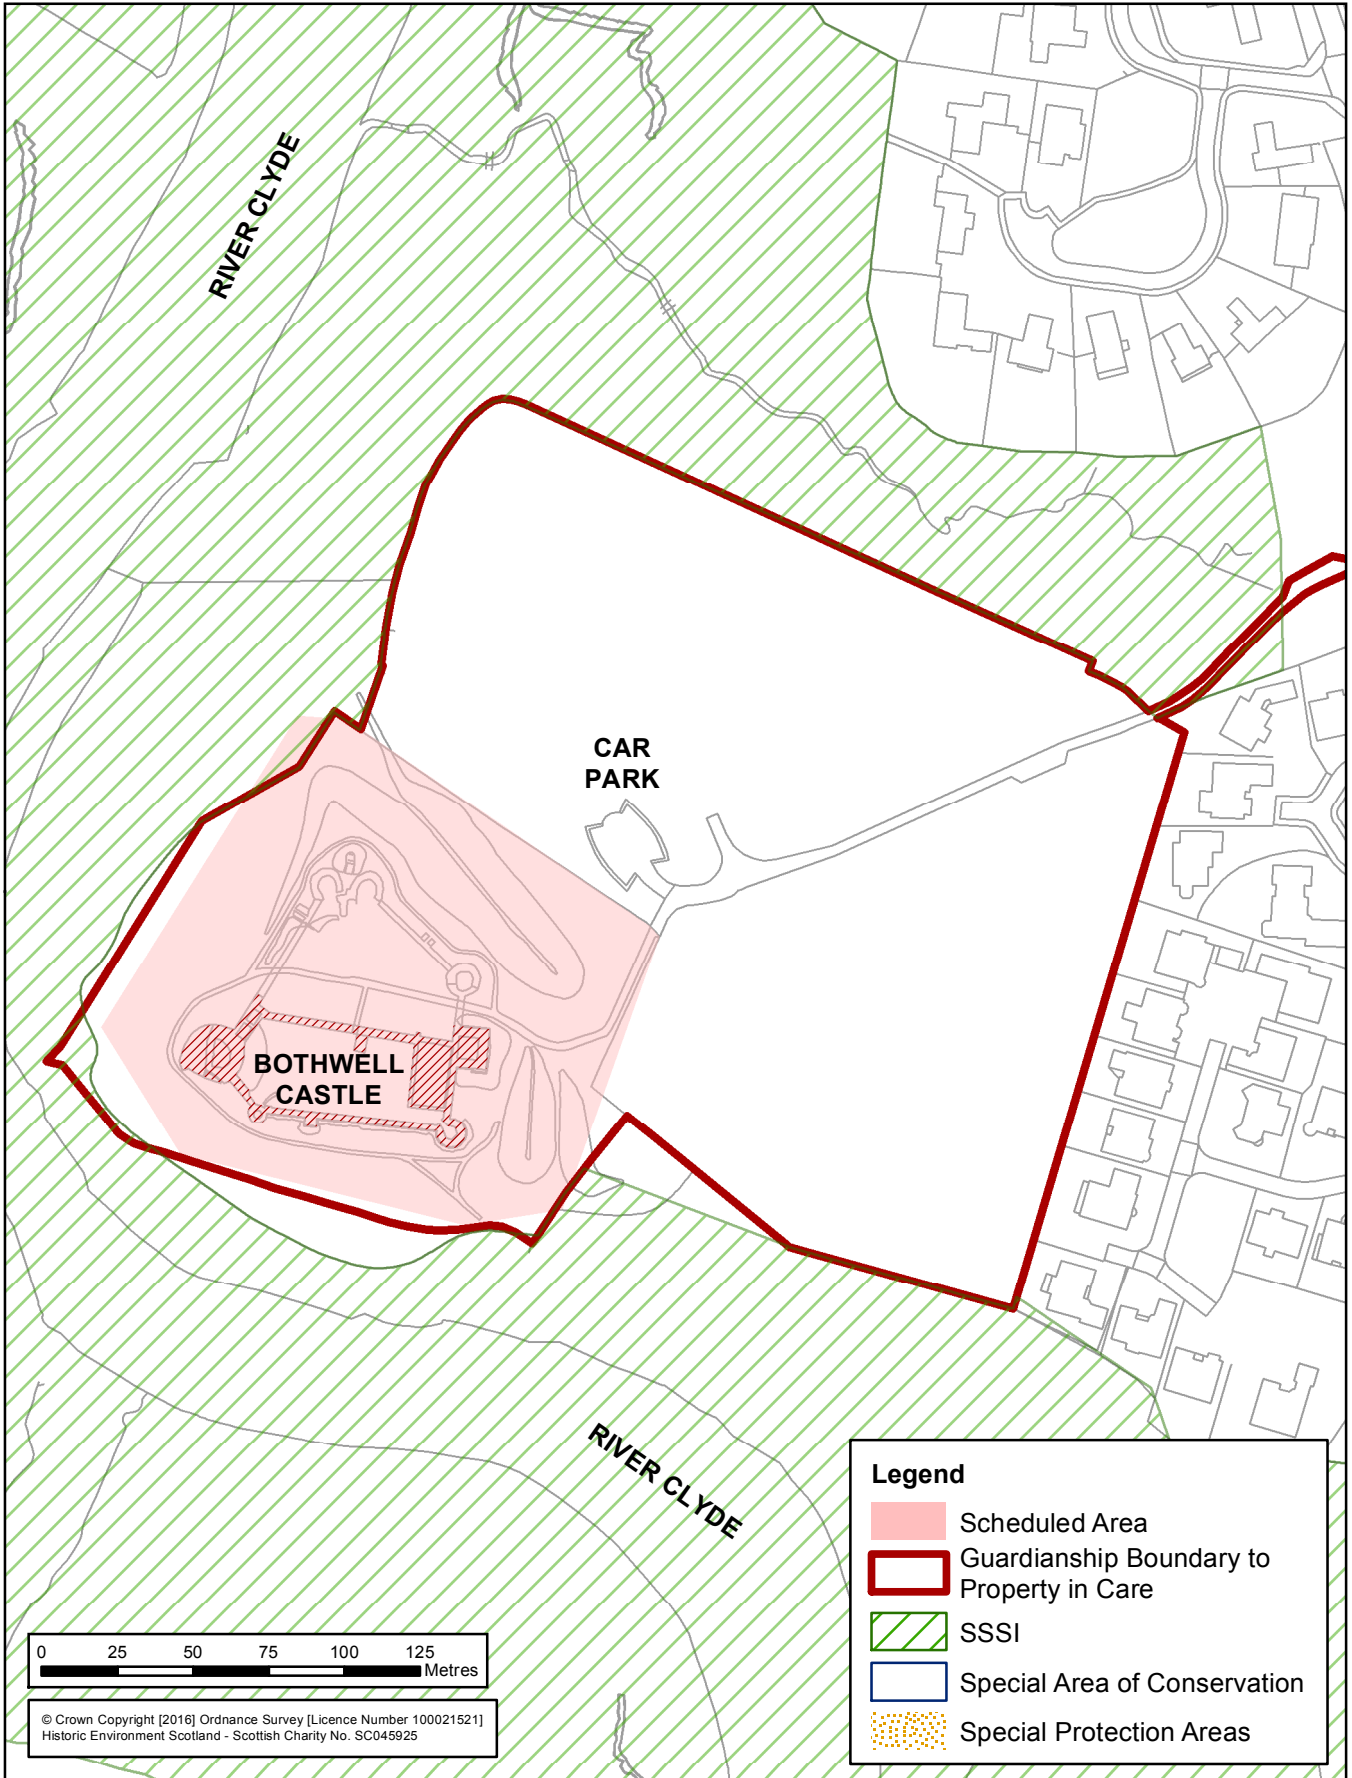 RIVER CLYDE
CAR
PARK
BOTHWELL
CASTLE
RIVER CLYDE
Legend
Scheduled Area
Guardianship Boundary to
Property in Care
SSSI
Special Area of Conservation
Special Protection Areas
0 25 50 75 100 125
Metres
© Crown Copyright [2016] Ordnance Survey [Licence Number 100021521]
Historic Environment Scotland - Scottish Charity No. SC045925